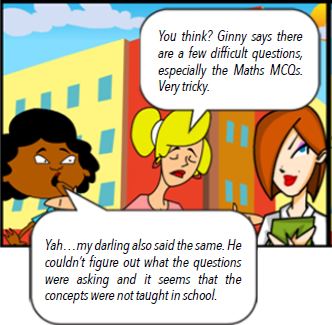 You think? Ginny says there
are a few difficult questions,
especially the Maths MCQs.
Very tricky.
Yah…my darling also said the same. He
couldn't figure out what the questions
were asking and it seems that the
concepts were not taught in school.